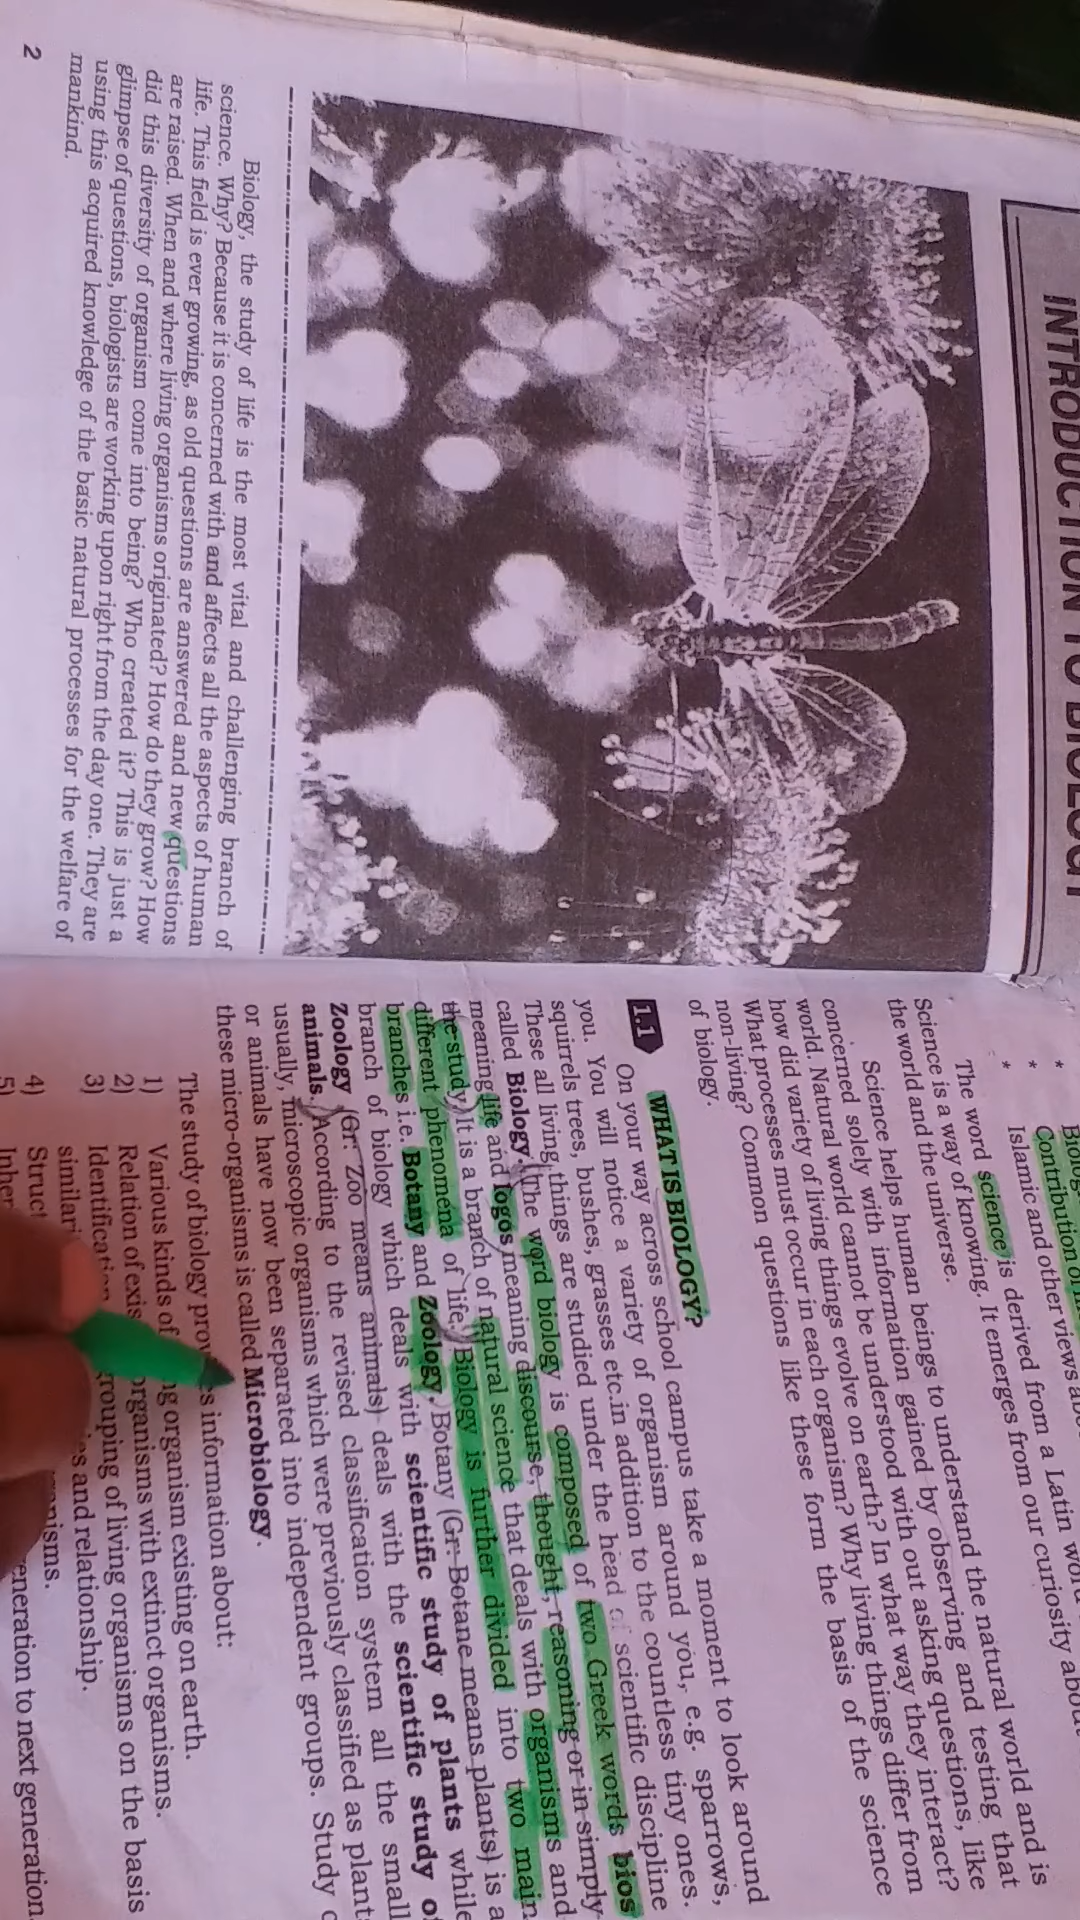 INTRODUCTION TO BIOLOGY
Biology, the study of life is the most vital and challenging branch of
science. Why? Because it is concerned with and affects all the aspects of human
life. This field is ever growing, as old questions are answered and new questions
are raised. When and where living organisms originated? How do they grow? How
did this diversity of organism come into being? Who created it? This is just a
glimpse of questions, biologists are working upon right from the day one. They are
using this acquired knowledge of the basic natural processes for the welfare of
mankind.
2
* Contribution of
* Islamic and other views
The word science is derived from a Latin word
Science is a way of knowing. It emerges from our curiosity about
the world and the universe.
Science helps human beings to understand the natural world and is
concerned solely with information gained by observing and testing that
world. Natural world cannot be understood with out asking questions, like
how did variety of living things evolve on earth? In what way they interact?
What processes must occur in each organism? Why living things differ from
non-living? Common questions like these form the basis of the science
of biology.
1.1 WHAT IS BIOLOGY?
On your way across school campus take a moment to look around
you. You will notice a variety of organism around you, e.g. sparrows,
squirrels trees, bushes, grasses etc.in addition to the countless tiny ones.
These all living things are studied under the head of scientific discipline
called Biology. The word biology is composed of two Greek words bios
meaning life and logos meaning discourse, thought, reasoning or in simply
the study. It is a branch of natural science that deals with organisms and
different phenomena of life. Biology is further divided into two main
branches i.e. Botany and Zoology. Botany (Gr. Botane means plants) is a
branch of biology which deals with scientific study of plants while
Zoology (Gr. Zoo means animals) deals with the scientific study of
animals. According to the revised classification system all the small
usually, microscopic organisms which were previously classified as plants
or animals have now been separated into independent groups. Study
these micro-organisms is called Microbiology.
The study of biology provides information about:
1) Various kinds of organism existing on earth.
2) Relation of organisms with extinct organisms.
3) Identification grouping of living organisms on the basis
and relationship.
4)
5) to next generation.